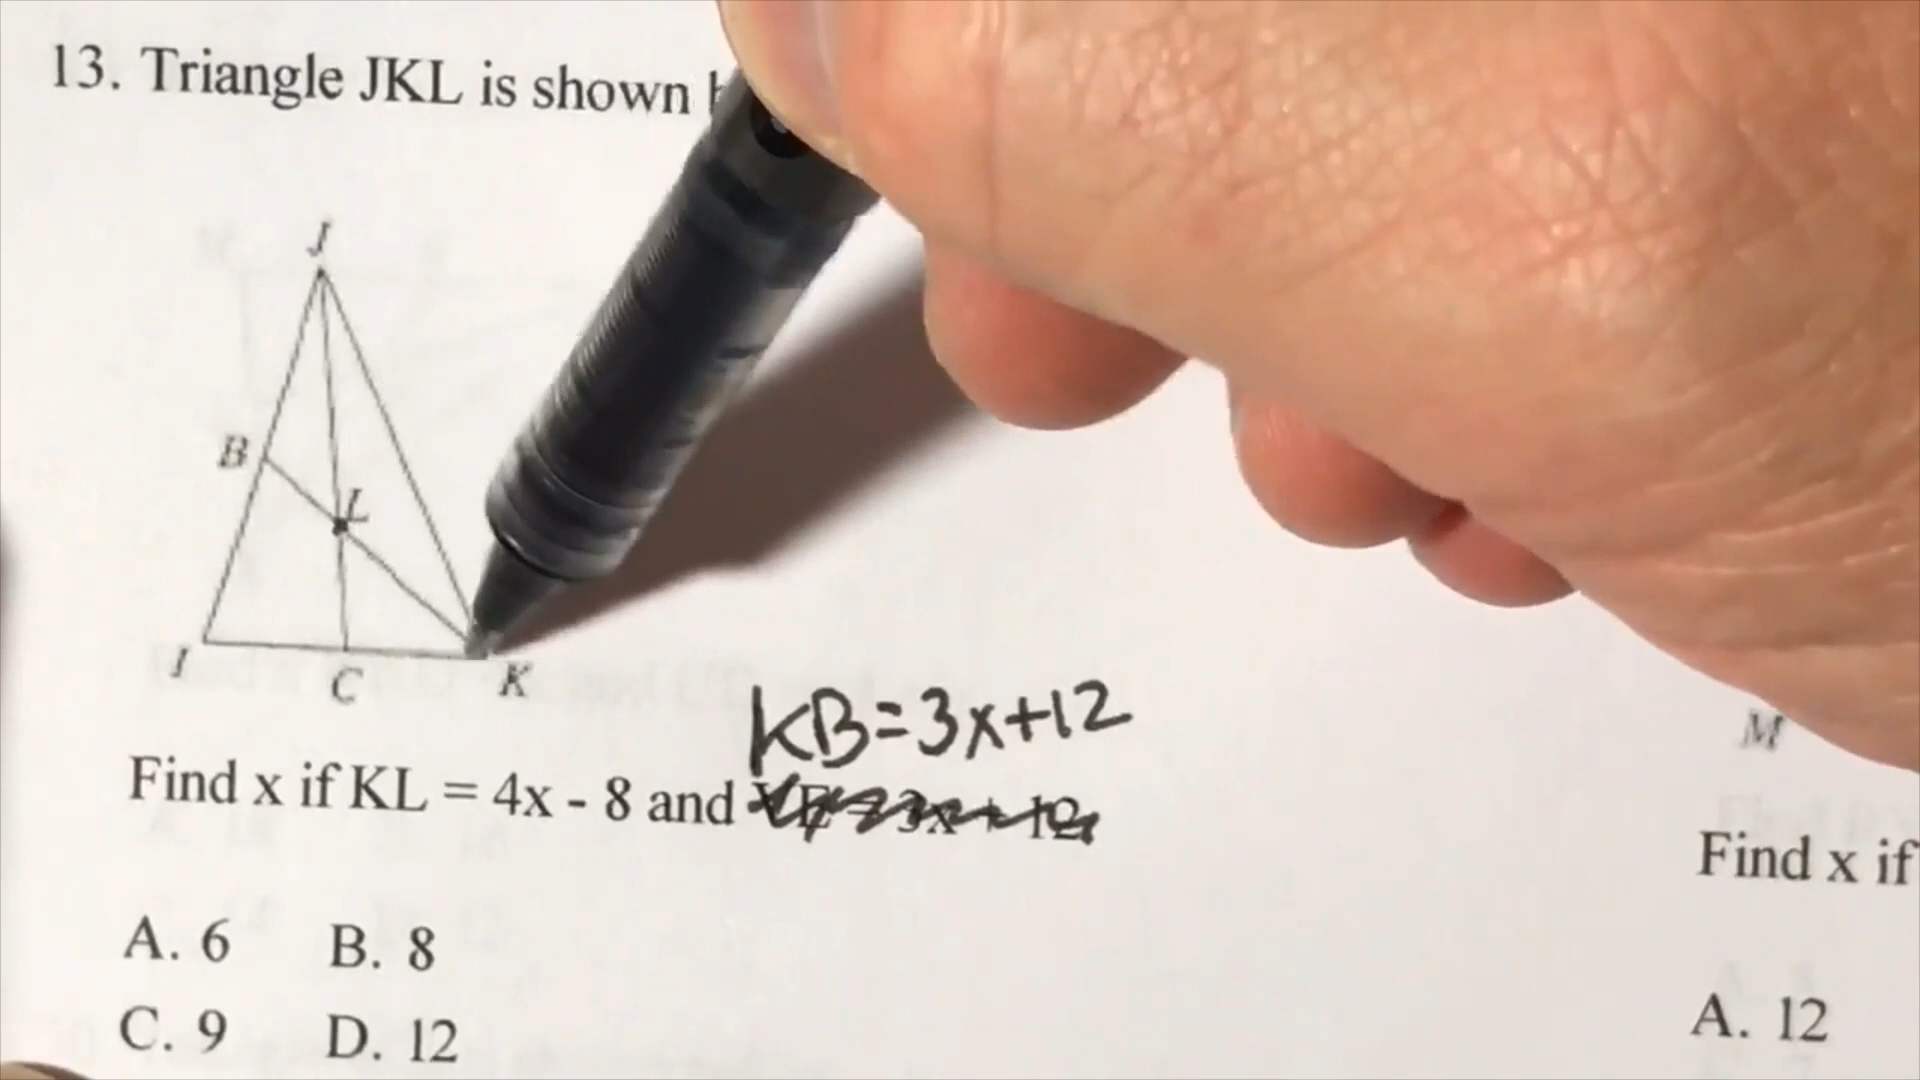 13. Triangle JKL is shown
J
B
L
I
C
K
KB=3x+12
Find x if KL = 4x - 8 and
A. 6 B. 8
C. 9 D. 12
M
Find x if
A. 12